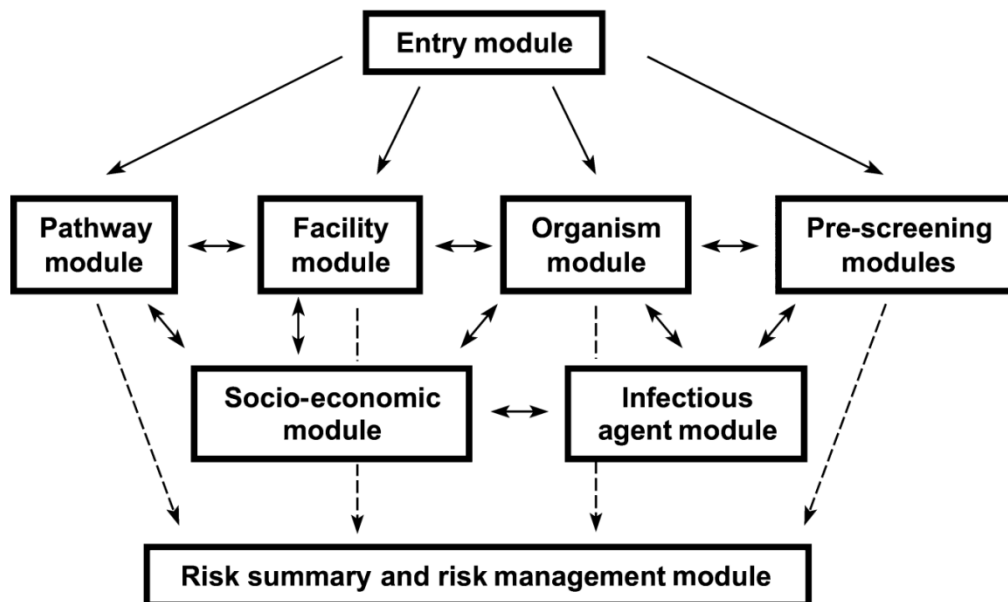 Entry module
Pathway
module
Facility
module
Organism
module
Pre-screening
modules
Socio-economic
module
Infectious
agent module
Risk summary and risk management module